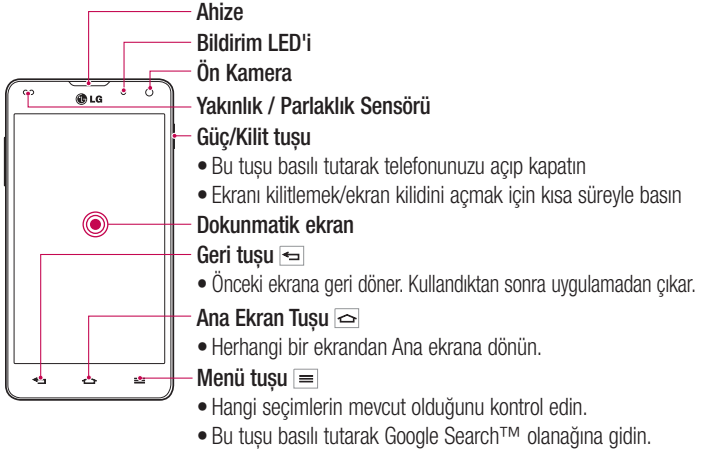 Ahize
Bildirim LED'i
Ön Kamera
LG
Yakınlık / Parlaklık Sensörü
Güç/Kilit tuşu
• Bu tuşu basılı tutarak telefonunuzu açıp kapatın
• Ekranı kilitlemek/ekran kilidini açmak için kısa süreyle basın
Dokunmatik ekran
Geri tuşu
• Önceki ekrana geri döner. Kullandıktan sonra uygulamadan çıkar.
Ana Ekran Tuşu
• Herhangi bir ekrandan Ana ekrana dönün.
Menü tuşu
• Hangi seçimlerin mevcut olduğunu kontrol edin.
• Bu tuşu basılı tutarak Google Search™ olanağına gidin.